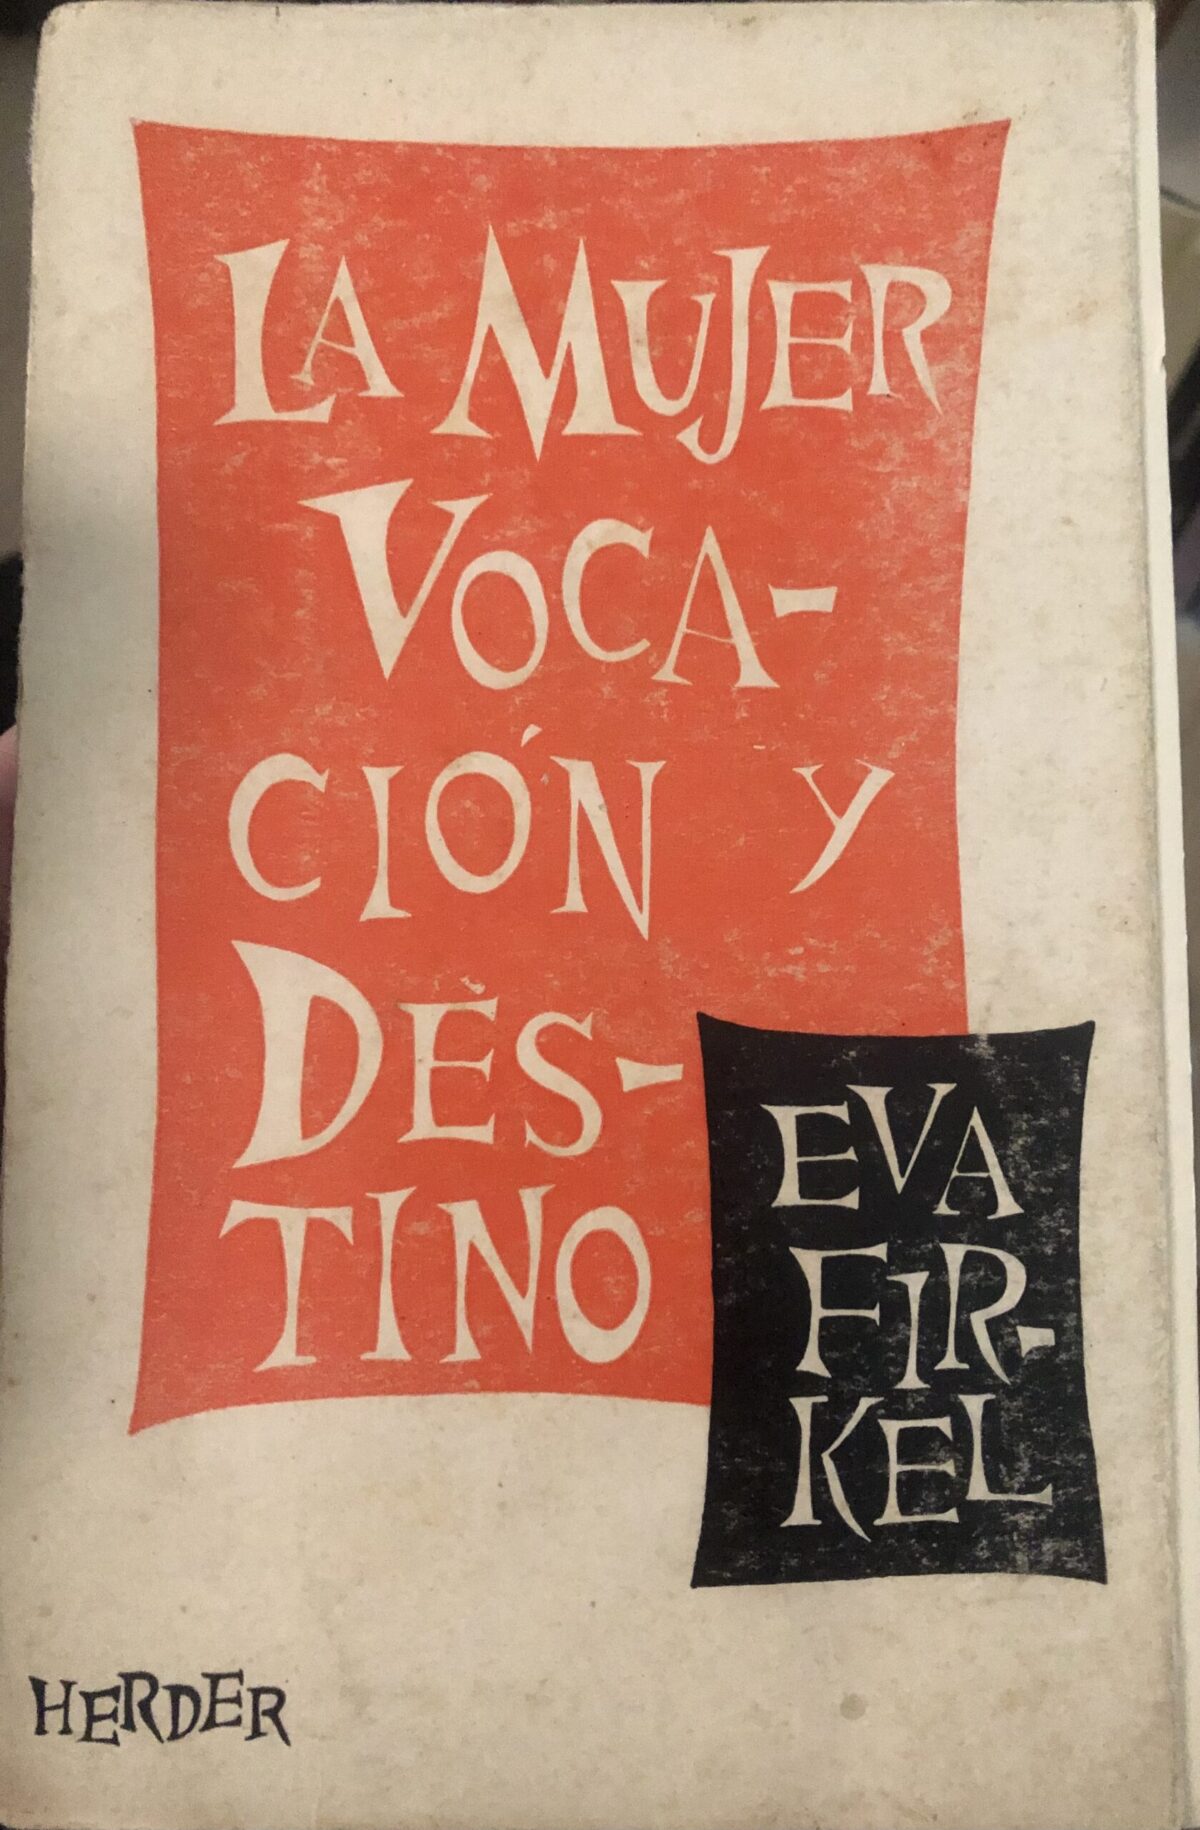 LA MUJER
VOCA-
CIÓN Y
DES-
TINO
EVA
FIR-
KEL
HERDER